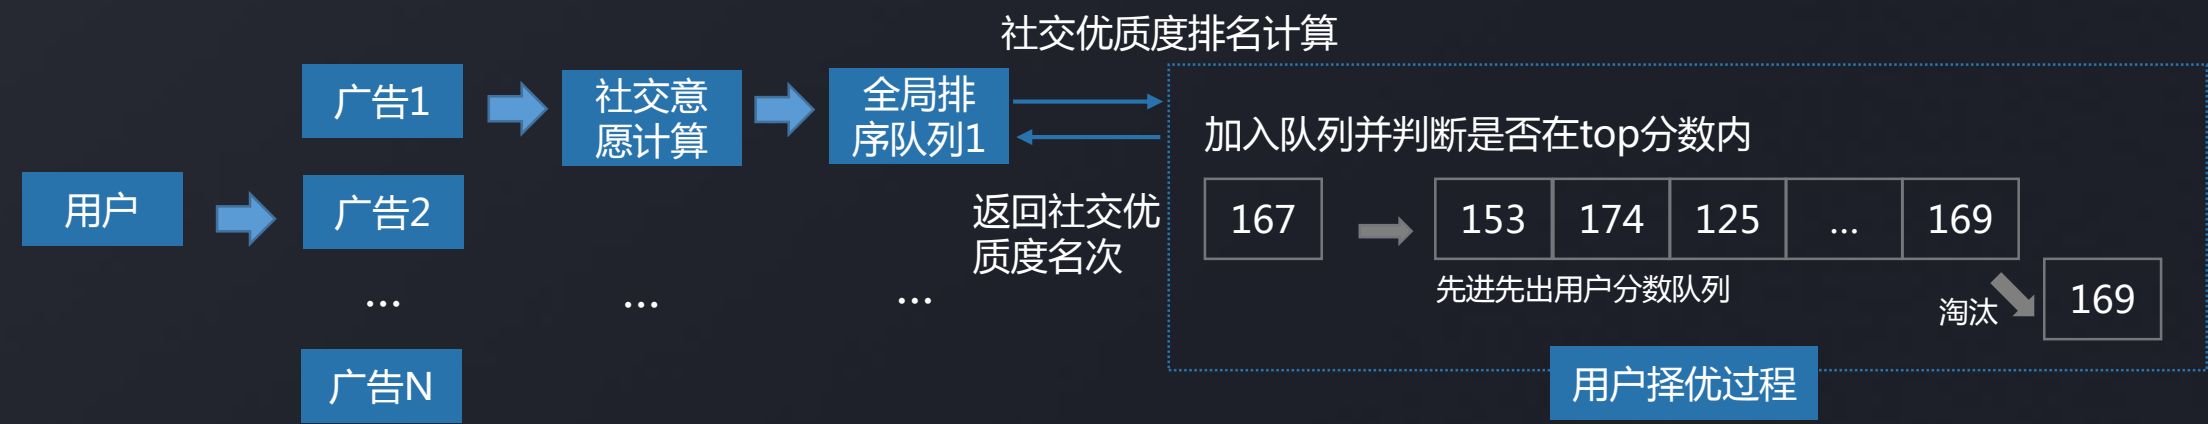 社交优质度排名计算
用户
广告1
广告2
...
广告N
社交意
愿计算
...
全局排
序队列1
...
返回社交优
质度名次
加入队列并判断是否在top分数内
167
153 174 125 ... 169
先进先出用户分数队列
淘汰
169
用户择优过程